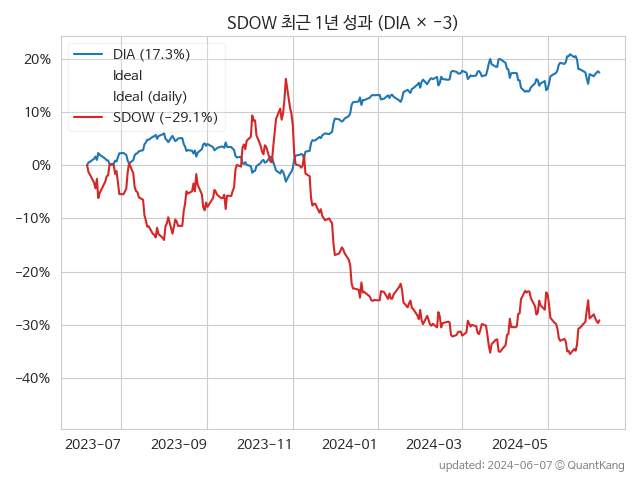 SDOW 최근 1년 성과 (DIA × −3)
DIA (17.3%)
Ideal
Ideal (daily)
SDOW (−29.1%)
20%
10%
0%
−10%
−20%
−30%
−40%
2023-07 2023-09 2023-11 2024-01 2024-03 2024-05
updated: 2024-06-07 © QuantKang